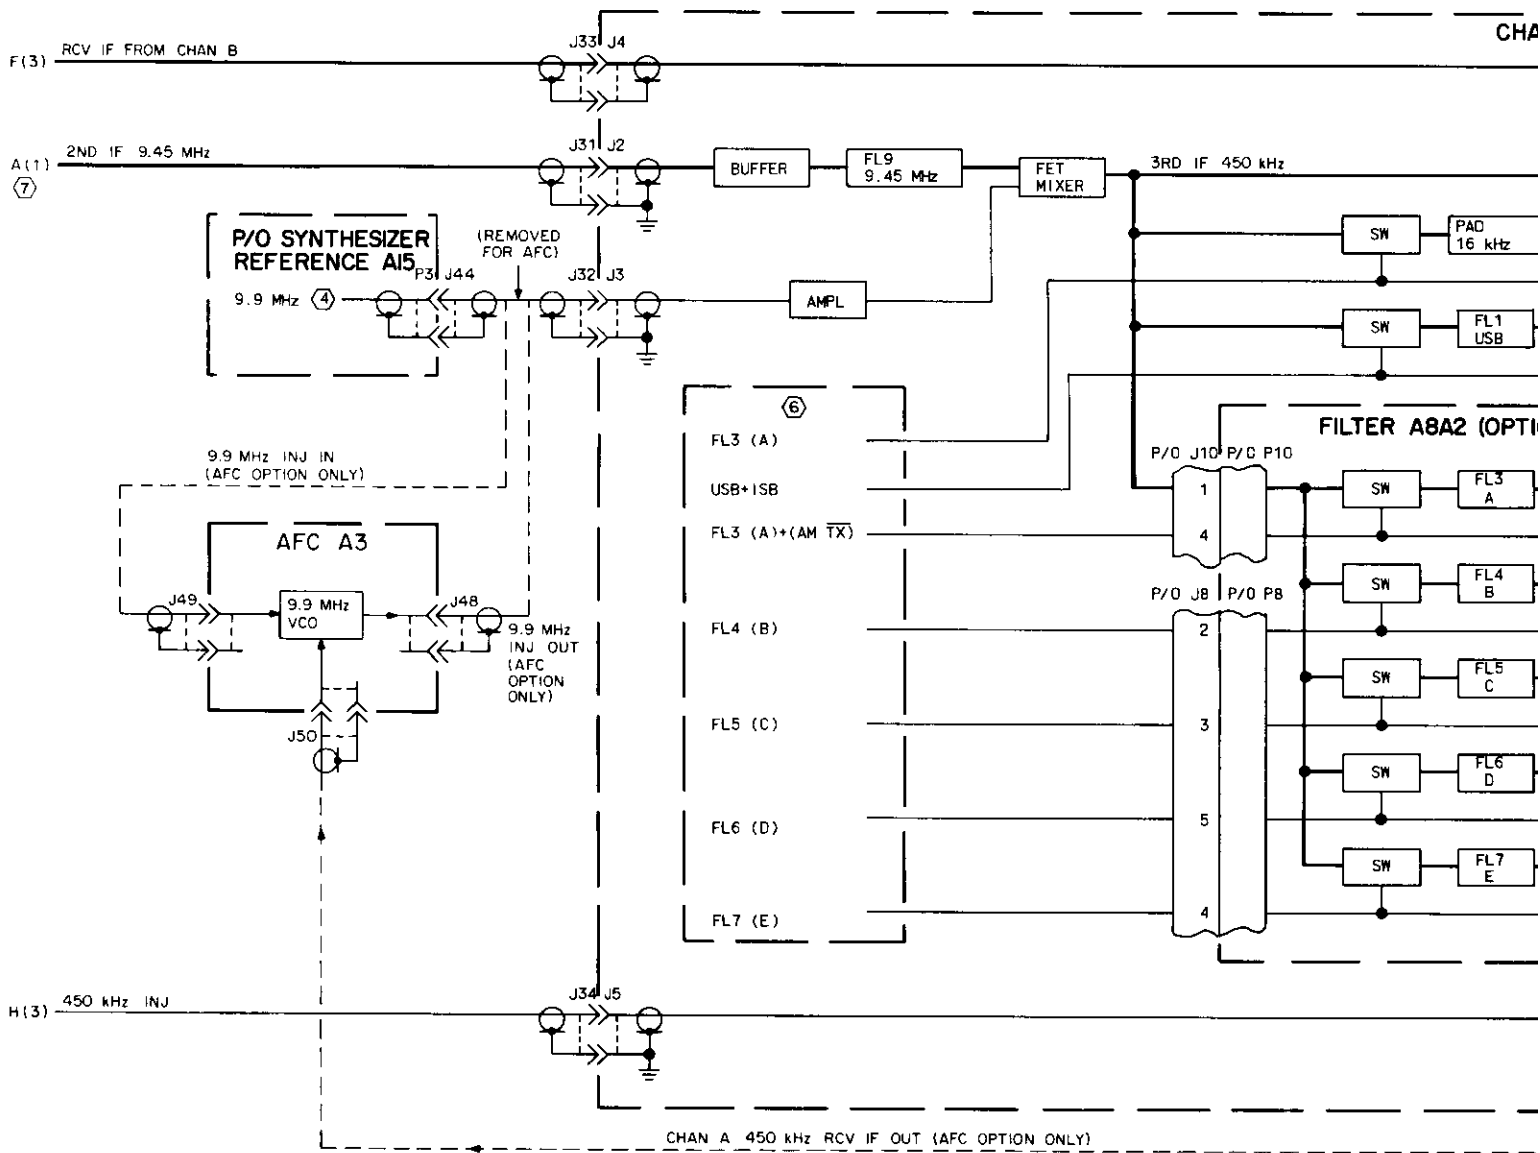 CHA
J33 J4
RCV IF FROM CHAN B
F(3)
J31 J2
2ND IF 9.45 MHz
A(1)
7
BUFFER
FL9
9.45 MHz
FET
MIXER
3RD IF 450 kHz
SW
PAD
16 kHz
P/O SYNTHESIZER
REFERENCE A15
(REMOVED
FOR AFC)
P3 J44
J32 J3
9.9 MHz 4
AMPL
SW
FL1
USB
6
FL3 (A)
USB+ISB
FL3 (A)+(AM TX)
FL4 (B)
FL5 (C)
FL6 (D)
FL7 (E)
FILTER A8A2 (OPTI
P/O J10 P/O P10
1
4
P/O J8 P/O P8
2
3
5
4
SW
FL3
A
SW
FL4
B
SW
FL5
C
SW
FL6
D
SW
FL7
E
9.9 MHz INJ IN
(AFC OPTION ONLY)
AFC A3
J49
9.9 MHz
VCO
J48
9.9 MHz
INJ OUT
(AFC
OPTION
ONLY)
J50
J34 J5
450 kHz INJ
H(3)
CHAN A 450 kHz RCV IF OUT (AFC OPTION ONLY)